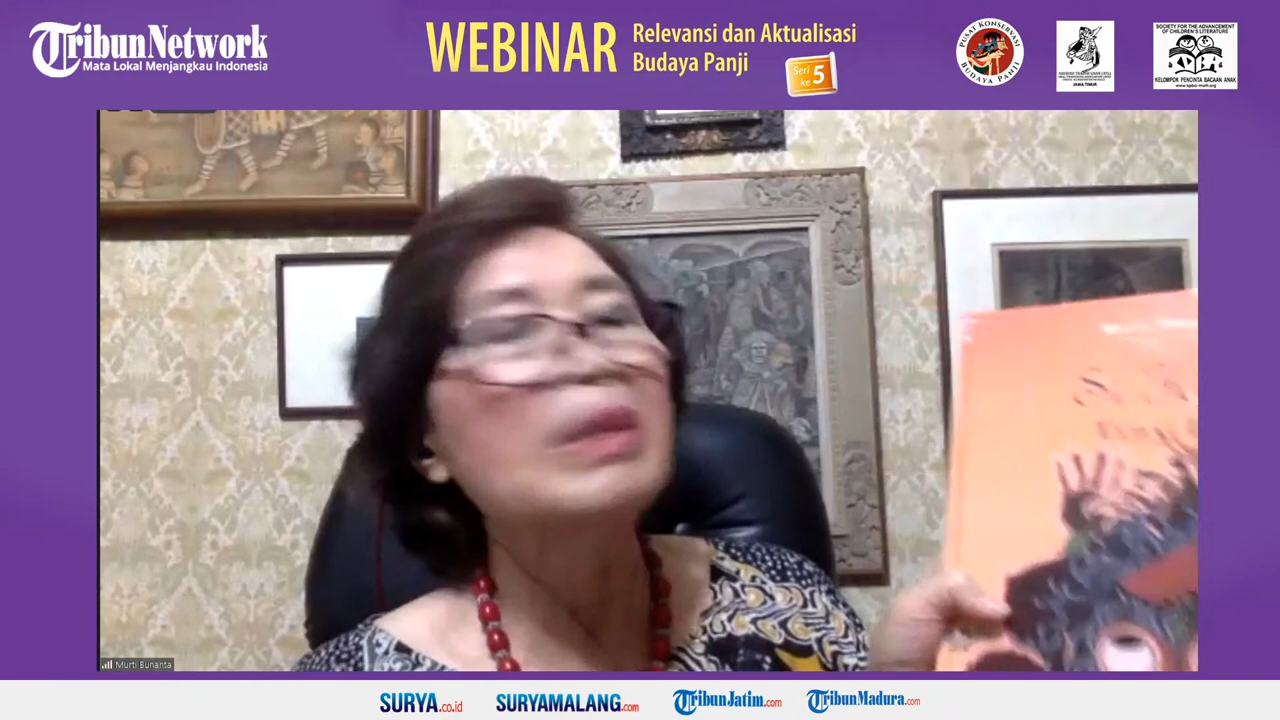 TribunNetwork
Mata Lokal Menjangkau Indonesia
WEBINAR
Relevansi dan Aktualisasi
Budaya Panji
Seri
ke 5
PUSAT KONSERVASI
BUDAYA PANJI
JAWA TIMUR
SOCIETY FOR THE ADVANCEMENT
OF CHILDREN'S LITERATURE
KELOMPOK PENCINTA BACAAN ANAK
Murti Bunanta
SURYA.co.id
SURYAMALANG.com
TribunJatim.com
TribunMadura.com